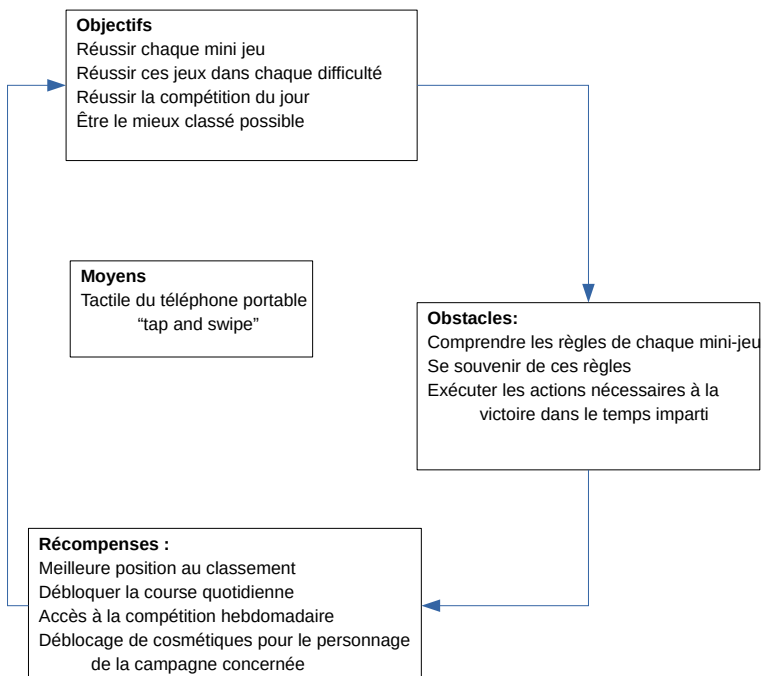 Objectifs
Réussir chaque mini jeu
Réussir ces jeux dans chaque difficulté
Réussir la compétition du jour
Être le mieux classé possible
Moyens
Tactile du téléphone portable
“tap and swipe”
Obstacles:
Comprendre les règles de chaque mini-jeu
Se souvenir de ces règles
Exécuter les actions nécessaires à la
victoire dans le temps imparti
Récompenses :
Meilleure position au classement
Débloquer la course quotidienne
Accès à la compétition hebdomadaire
Déblocage de cosmétiques pour le personnage
de la campagne concernée